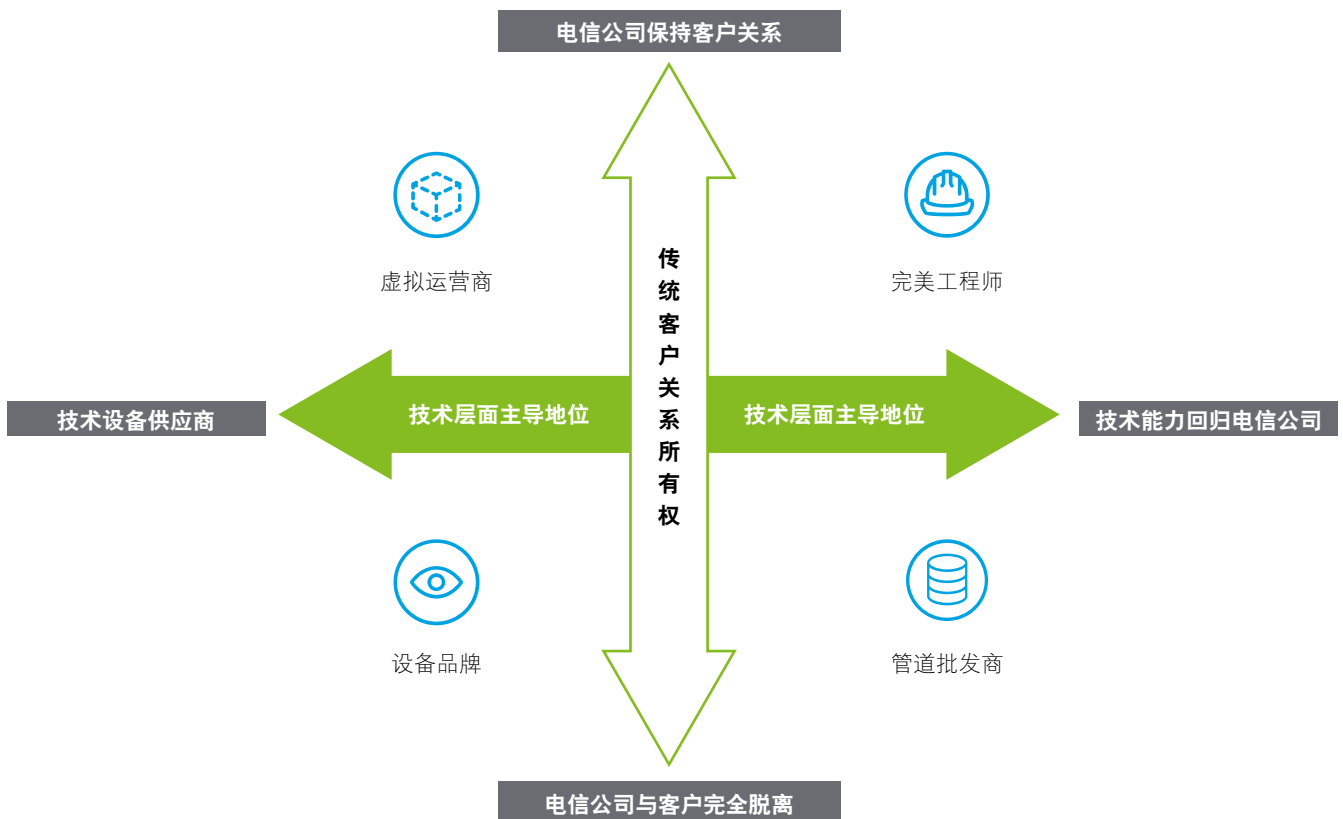 电信公司保持客户关系
虚拟运营商
完美工程师
传统客户关系所有权
技术设备供应商
技术层面主导地位
技术层面主导地位
技术能力回归电信公司
设备品牌
管道批发商
电信公司与客户完全脱离